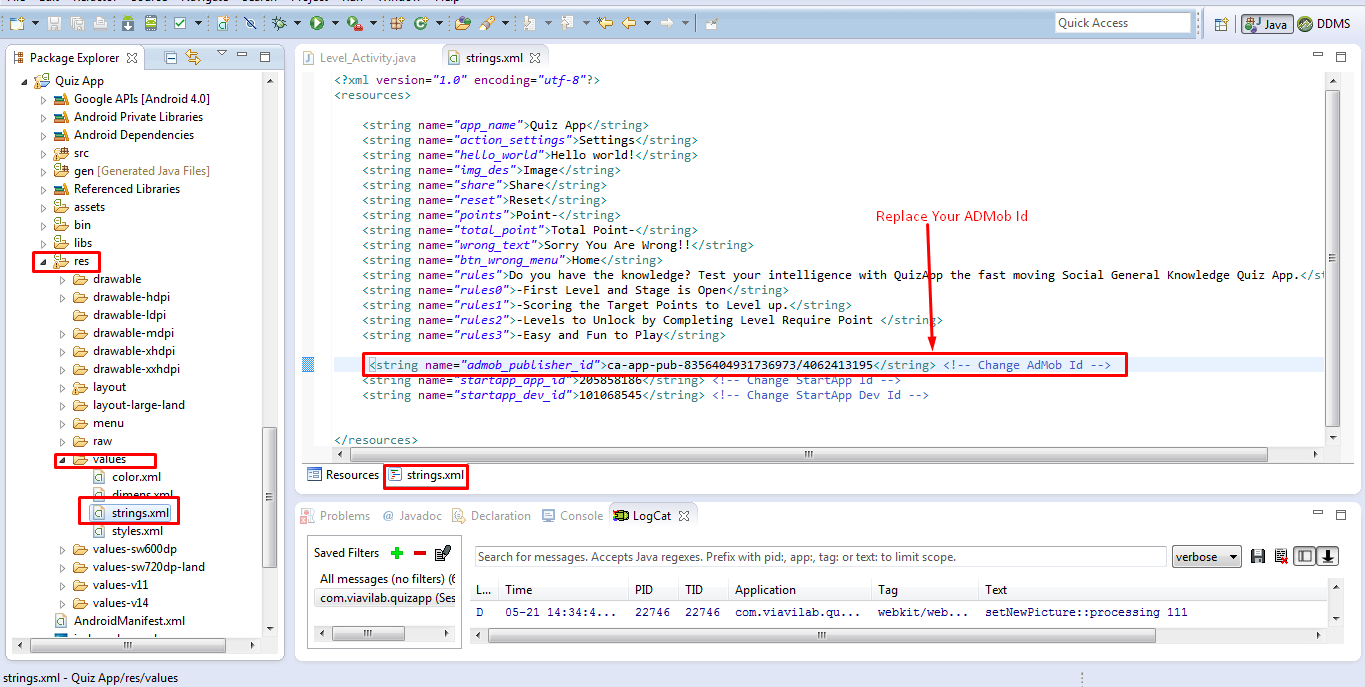 Quick Access
Java
DDMS
Package Explorer
Quiz App
Google APIs [Android 4.0]
Android Private Libraries
Android Dependencies
src
gen [Generated Java Files]
Referenced Libraries
assets
bin
libs
res
drawable
drawable-hdpi
drawable-ldpi
drawable-mdpi
drawable-xhdpi
drawable-xxhdpi
layout
layout-large-land
menu
raw
values
color.xml
dimens.xml
strings.xml
styles.xml
values-sw600dp
values-sw720dp-land
values-v11
values-v14
AndroidManifest.xml
Level_Activity.java
strings.xml
<?xml version="1.0" encoding="utf-8"?>
<resources>
<string name="app_name">Quiz App</string>
<string name="action_settings">Settings</string>
<string name="hello_world">Hello world!</string>
<string name="img_des">Image</string>
<string name="share">Share</string>
<string name="reset">Reset</string>
<string name="points">Point-</string>
<string name="total_point">Total Point-</string>
<string name="wrong_text">Sorry You Are Wrong!!</string>
<string name="btn_wrong_menu">Home</string>
<string name="rules">Do you have the knowledge? Test your intelligence with QuizApp the fast moving Social General Knowledge Quiz App.</st
<string name="rules0">-First Level and Stage is Open</string>
<string name="rules1">-Scoring the Target Points to Level up.</string>
<string name="rules2">-Levels to Unlock by Completing Level Require Point </string>
<string name="rules3">-Easy and Fun to Play</string>
Replace Your ADMob Id
<string name="admob_publisher_id">ca-app-pub-8356404931736973/4062413195</string> <!-- Change AdMob Id -->
<string name="startapp_app_id">205858186</string> <!-- Change StartApp Id -->
<string name="startapp_dev_id">101068545</string> <!-- Change StartApp Dev Id -->
</resources>
Resources
strings.xml
Problems
@ Javadoc
Declaration
Console
LogCat
Saved Filters
All messages (no filters) (6
com.viavilab.quizapp (Ses
Search for messages. Accepts Java regexes. Prefix with pid:, app:, tag: or text: to limit scope.
verbose
L... Time PID TID Application Tag Text
D 05-21 14:34:4... 22746 22746 com.viavilab.qu... webkit/web... setNewPicture::processing 111
strings.xml - Quiz App/res/values